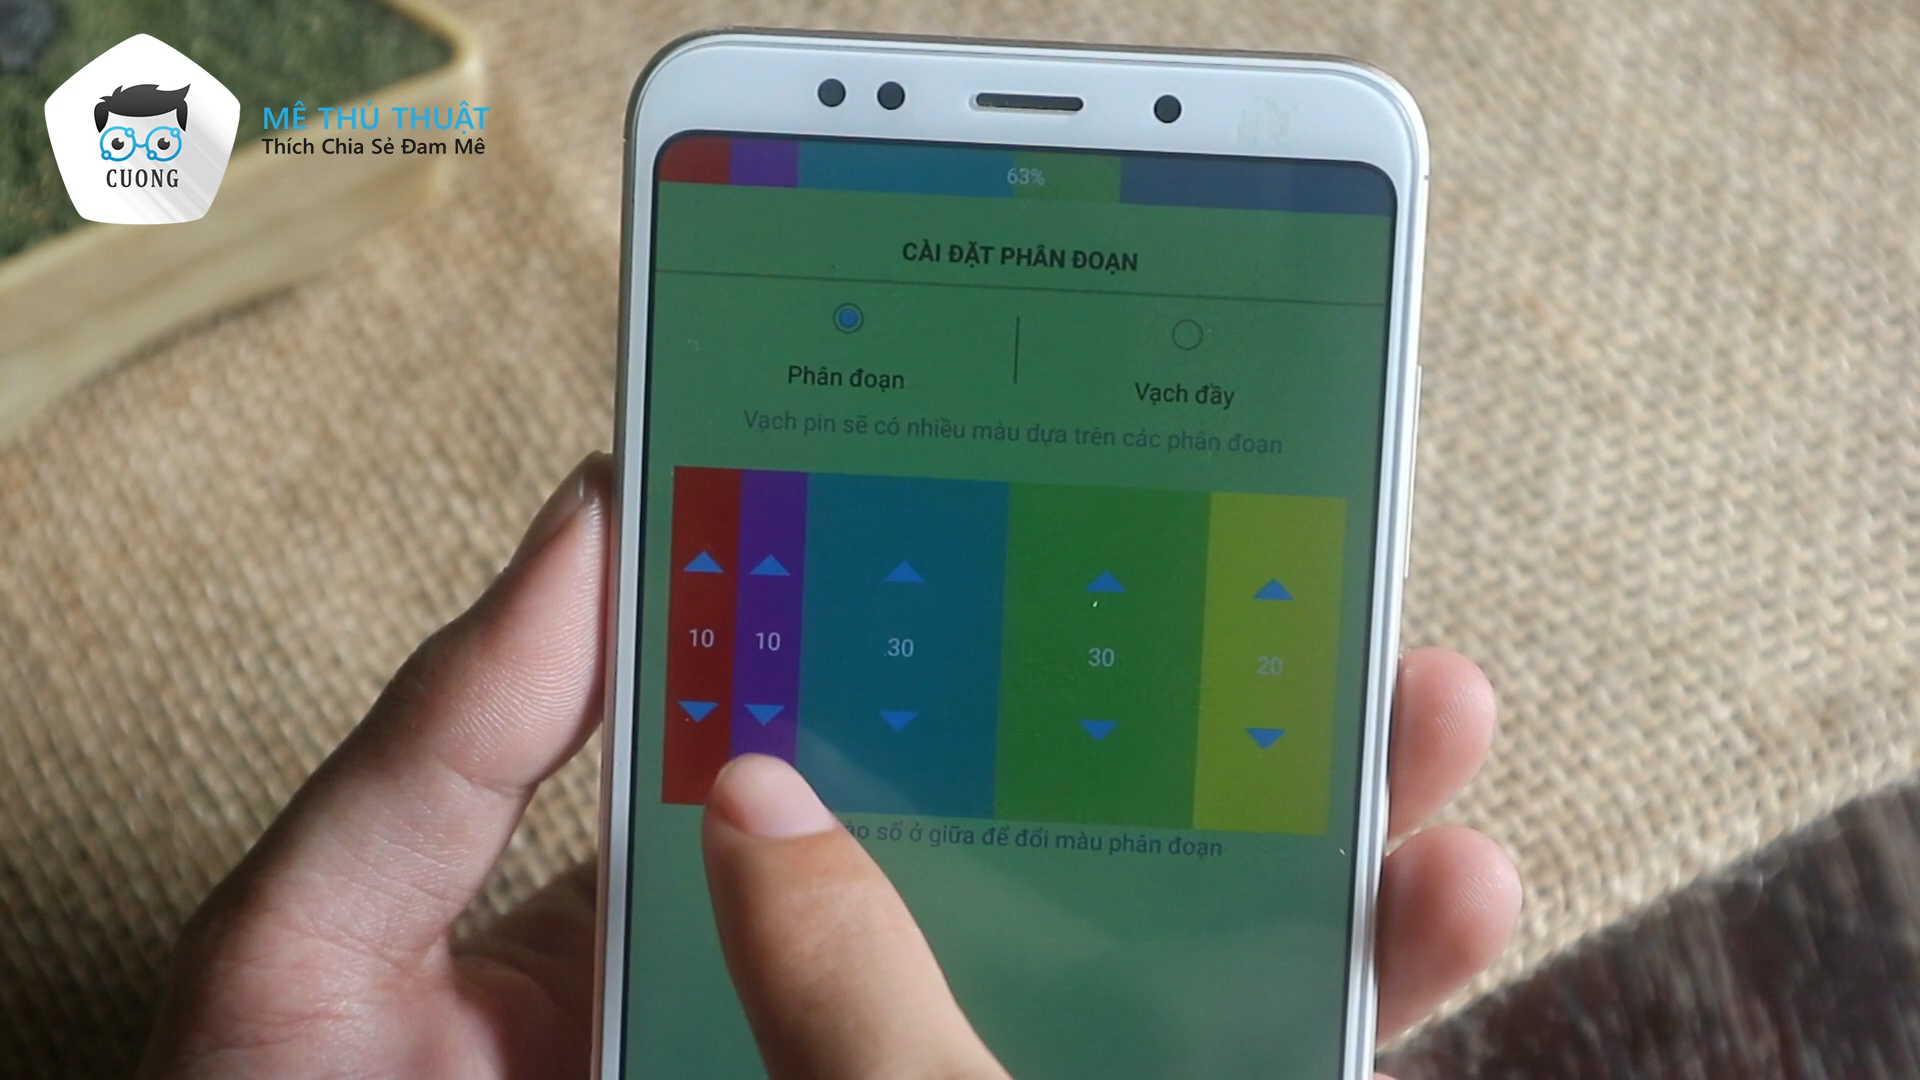 MÊ THỦ THUẬT
Thích Chia Sẻ Đam Mê
CUONG
63%
CÀI ĐẶT PHÂN ĐOẠN
Phân đoạn
Vạch đầy
Vạch pin sẽ có nhiều màu dựa trên các phân đoạn
10 10 30 30 20
số ở giữa để đổi màu phân đoạn